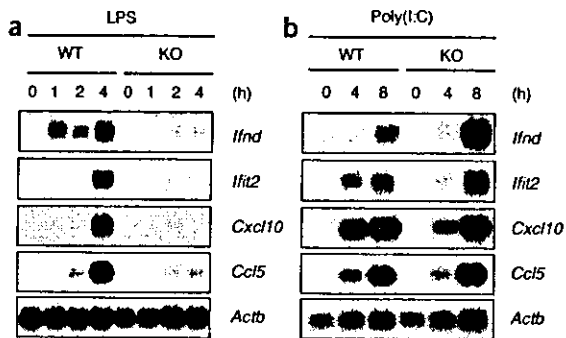 a
LPS
WT KO
0 1 2 4 0 1 2 4 (h)
Ifnd
Ifit2
Cxcl10
Ccl5
Actb
b
Poly(I:C)
WT KO
0 4 8 0 4 8 (h)
Ifnd
Ifit2
Cxcl10
Ccl5
Actb